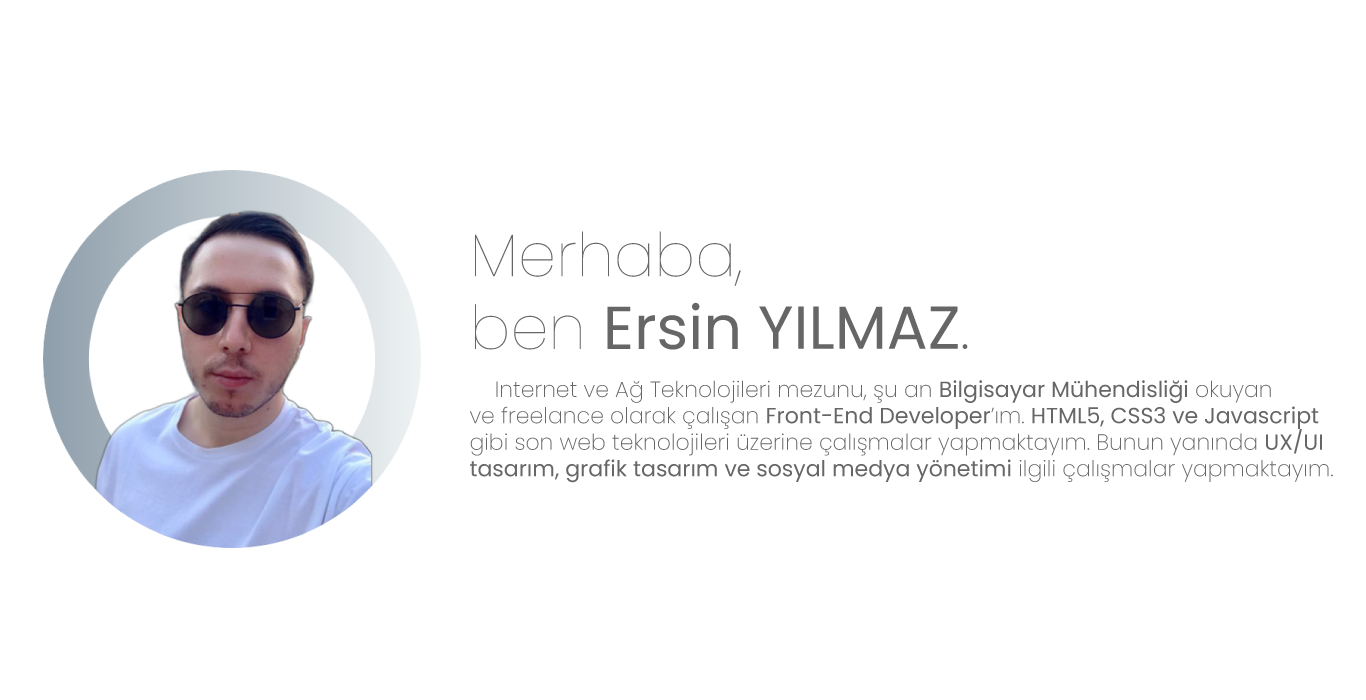 Merhaba,
ben Ersin YILMAZ.
Internet ve Ağ Teknolojileri mezunu, şu an Bilgisayar Mühendisliği okuyan
ve freelance olarak çalışan Front-End Developer'ım. HTML5, CSS3 ve Javascript
gibi son web teknolojileri üzerine çalışmalar yapmaktayım. Bunun yanında UX/UI
tasarım, grafik tasarım ve sosyal medya yönetimi ilgili çalışmalar yapmaktayım.